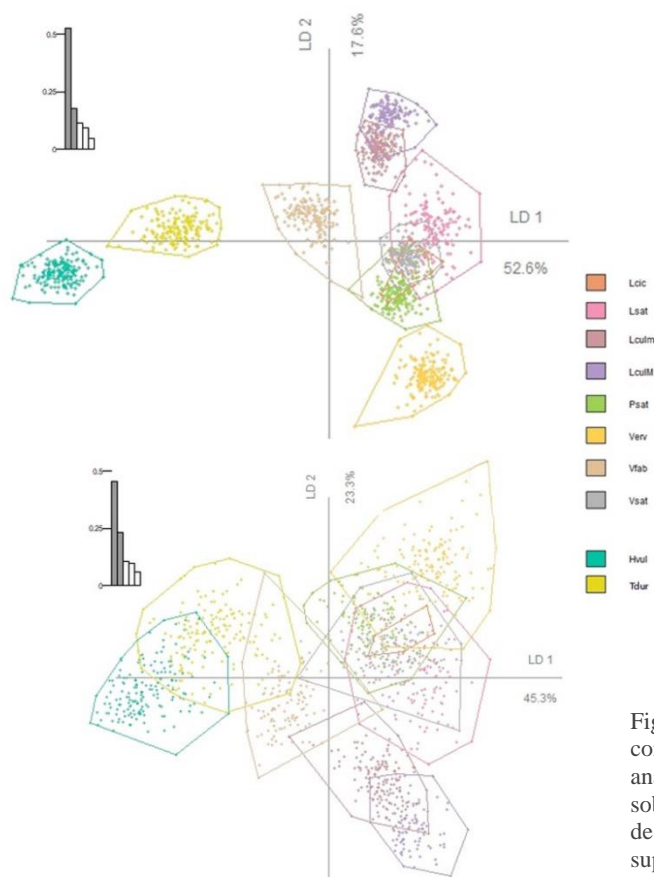 LD 2
17.6%
0.5
0.25
0
LD 1
52.6%
Lcic
Lsat
Lculm
LculM
Psat
Verv
Vfab
Vsat
Hvul
Tdur
LD 2
23.3%
0.5
0.25
0
LD 1
45.3%
Fig
co
an
sob
de
sup